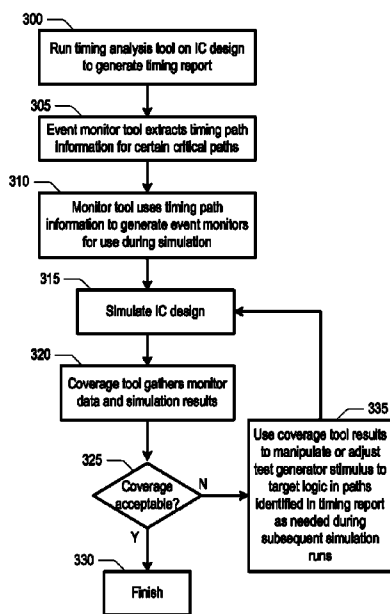 300
Run timing analysis tool on IC design
to generate timing report
305
Event monitor tool extracts timing path
information for certain critical paths
310
Monitor tool uses timing path
information to generate event monitors
for use during simulation
315
Simulate IC design
320
Coverage tool gathers monitor
data and simulation results
325
Coverage
acceptable?
N
Y
330
Finish
335
Use coverage tool results
to manipulate or adjust
test generator stimulus to
target logic in paths
identified in timing report
as needed during
subsequent simulation
runs